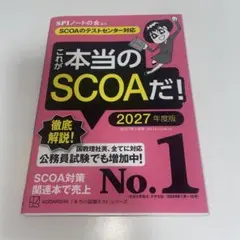 SPIノートの会
SCOAのテストセンター対応
これが
本当の
SCOAだ!
2027年度版
徹底
解説!
国数理社英、全てに対応
公務員試験でも増加中!
SCOA対策
関連本で売上
No.1
KODANSHA